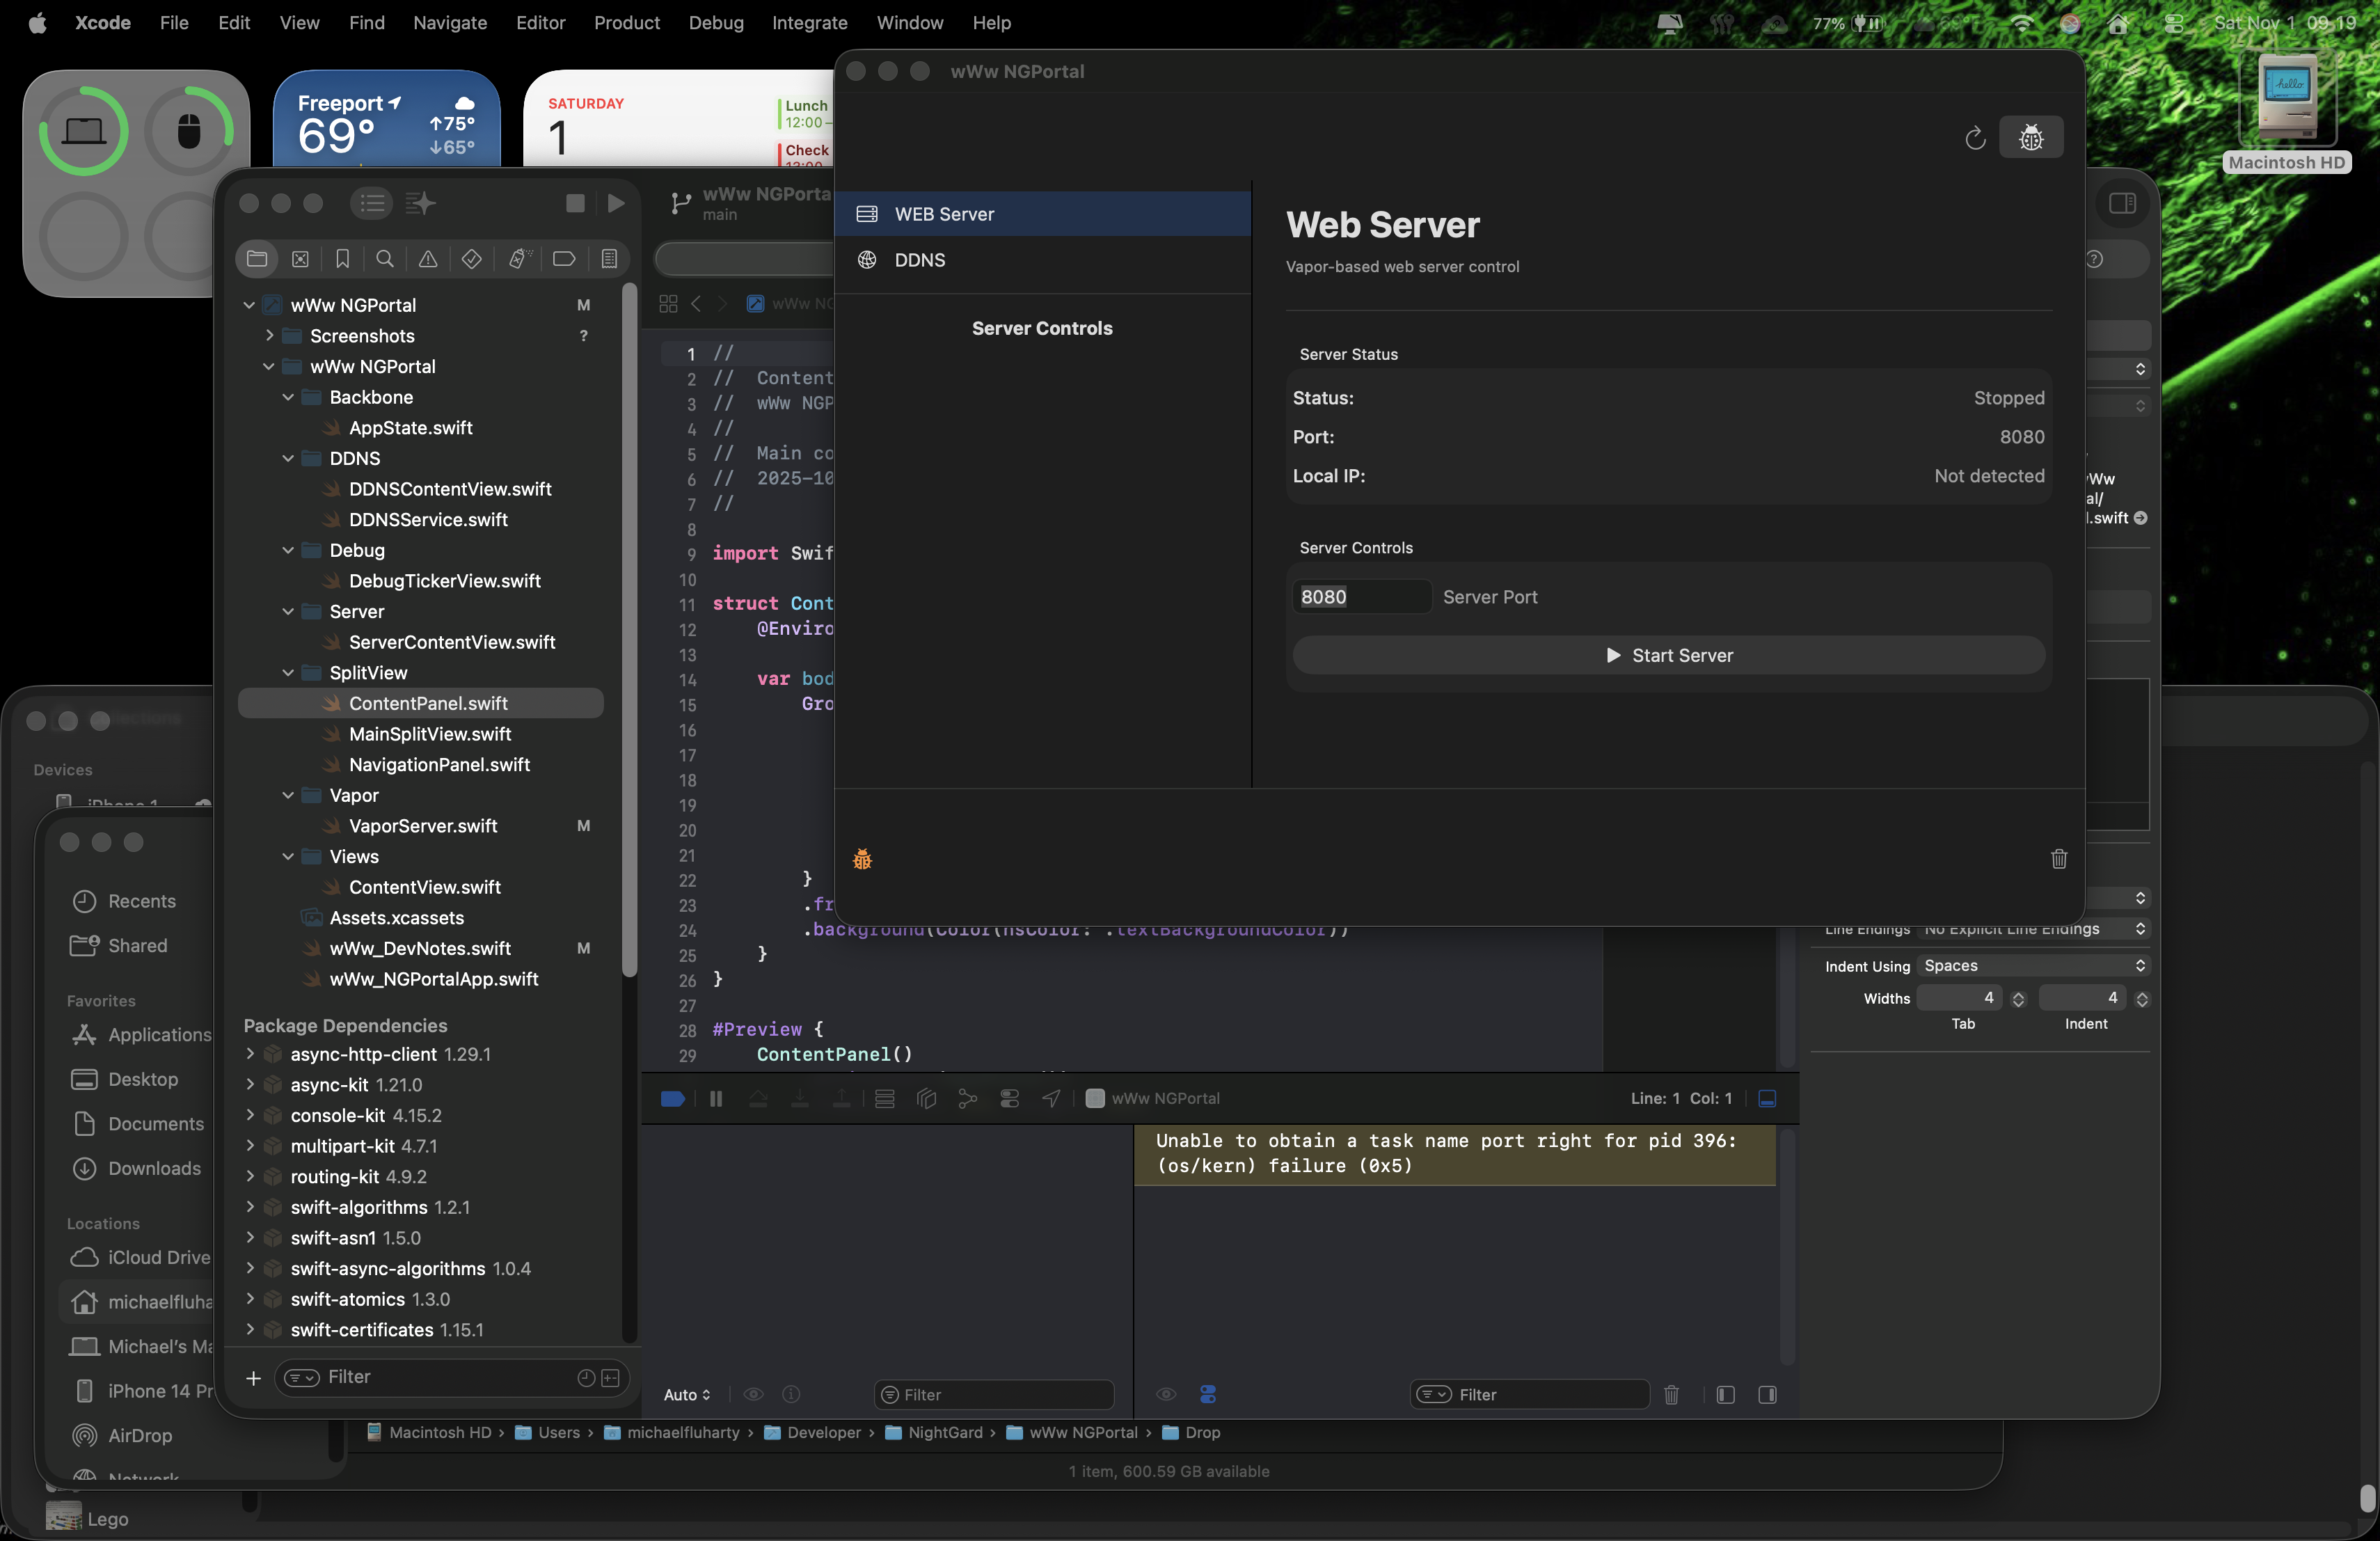 Xcode File Edit View Find Navigate Editor Product Debug Integrate Window Help
77%
Sat Nov 1 09:19
Freeport
69°
↑75°
↓65°
SATURDAY
1
Lunch
12:00 –
Check
hello
Macintosh HD
wWw NGPortal
WEB Server
DDNS
Server Controls
Web Server
Vapor-based web server control
Server Status
Status: Stopped
Port: 8080
Local IP: Not detected
Server Controls
8080 Server Port
Start Server
wWw NGPorta
main
wWw NGPortal M
Screenshots ?
wWw NGPortal
Backbone
AppState.swift
DDNS
DDNSContentView.swift
DDNSService.swift
Debug
DebugTickerView.swift
Server
ServerContentView.swift
SplitView
ContentPanel.swift
MainSplitView.swift
NavigationPanel.swift
Vapor
VaporServer.swift M
Views
ContentView.swift
Assets.xcassets
wWw_DevNotes.swift M
wWw_NGPortalApp.swift
Package Dependencies
async-http-client 1.29.1
async-kit 1.21.0
console-kit 4.15.2
multipart-kit 4.7.1
routing-kit 4.9.2
swift-algorithms 1.2.1
swift-asn1 1.5.0
swift-async-algorithms 1.0.4
swift-atomics 1.3.0
swift-certificates 1.15.1
Filter
wWw NG
1 //
2 // Content
3 // wWw NGP
4 //
5 // Main co
6 // 2025-10
7 //
8
9 import Swif
10
11 struct Cont
12 @Enviro
13
14 var bod
15 Gro
16
17
18
19
20
21
22 }
23 .fr
24 .background(Color(nsColor: .textBackgroundColor))
25 }
26 }
27
28 #Preview {
29 ContentPanel()
wWw NGPortal
Line: 1 Col: 1
Unable to obtain a task name port right for pid 396:
(os/kern) failure (0x5)
Auto
Filter
Filter
Ww
al/
l.swift
Line Endings No Explicit Line Endings
Indent Using Spaces
Widths 4 4
Tab Indent
Devices
iPhone 1
Recents
Shared
Favorites
Applications
Desktop
Documents
Downloads
Locations
iCloud Drive
michaelfluha
Michael's Ma
iPhone 14 Pr
AirDrop
Network
Lego
Macintosh HD › Users › michaelfluharty › Developer › NightGard › wWw NGPortal › Drop
1 item, 600.59 GB available